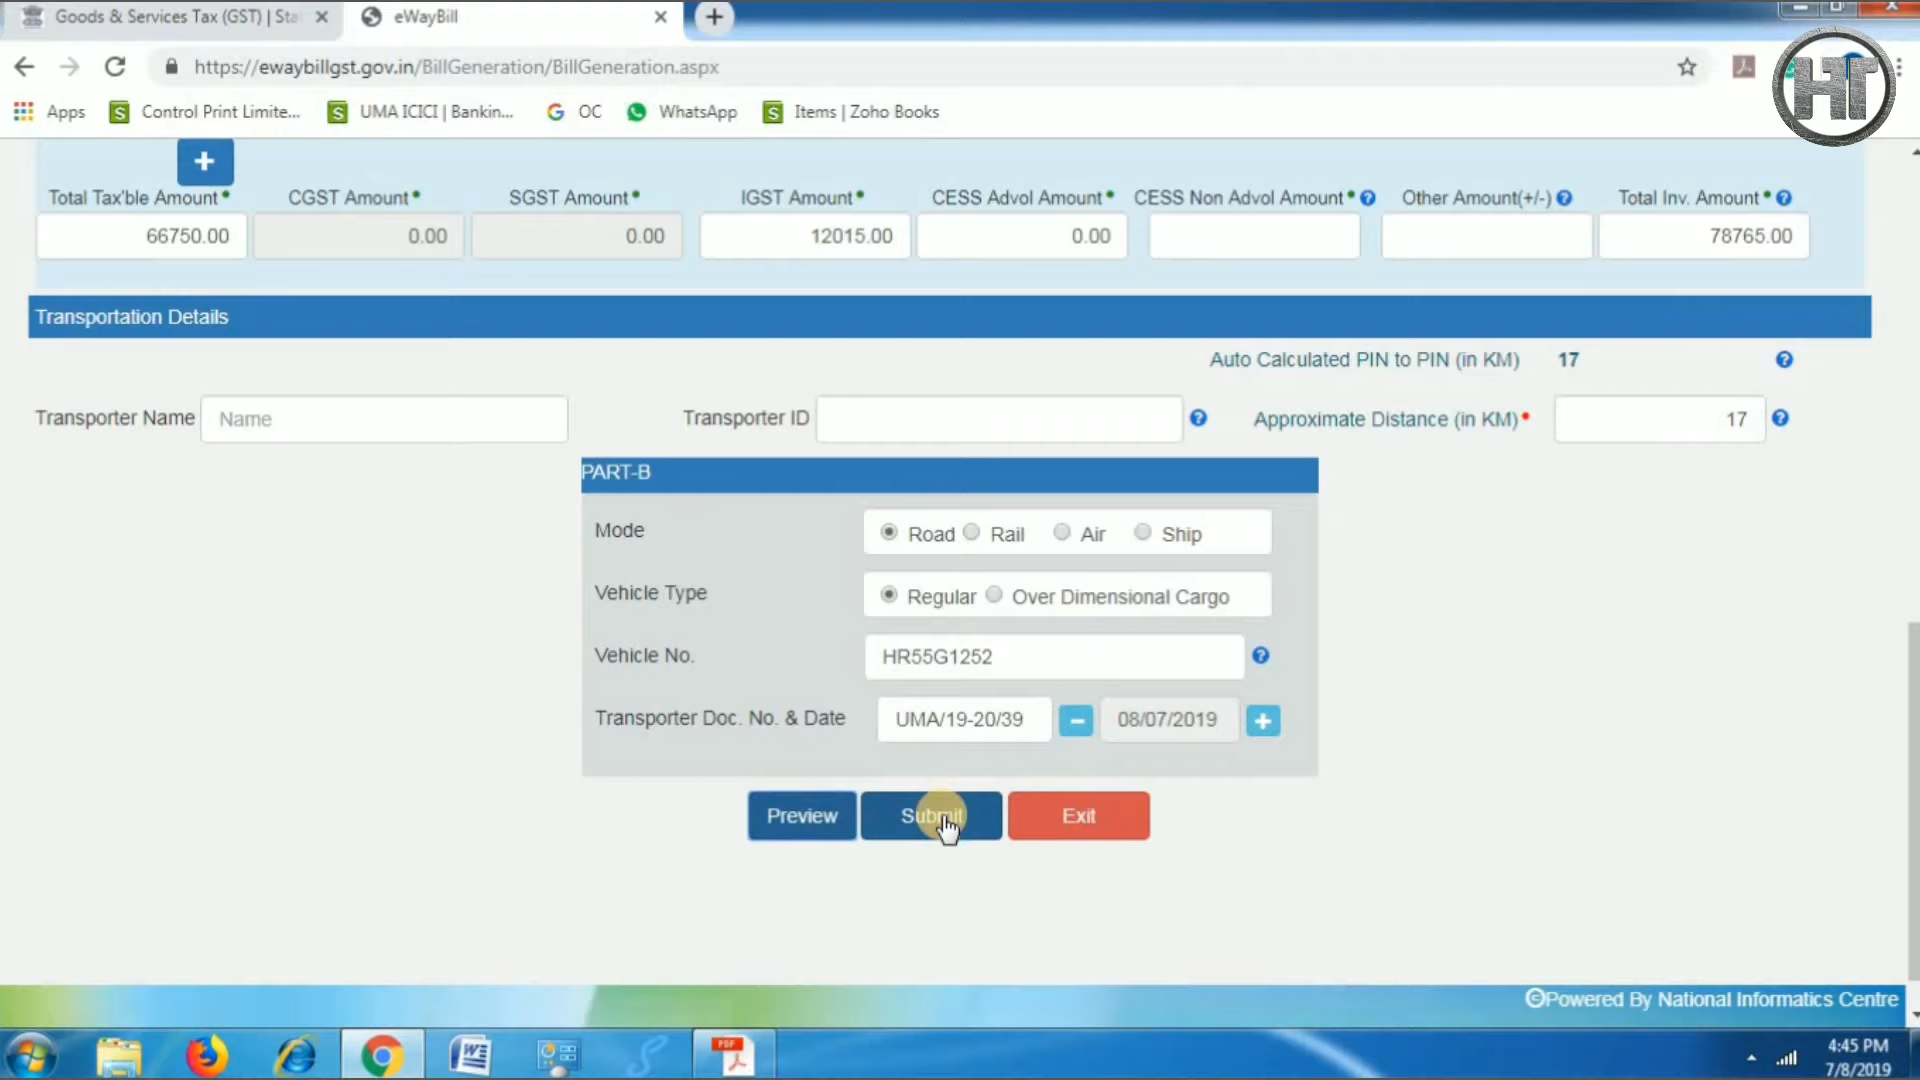 Goods & Services Tax (GST) | Sta
eWayBill
https://ewaybillgst.gov.in/BillGeneration/BillGeneration.aspx
Apps
Control Print Limite...
UMA ICICI | Bankin...
OC
WhatsApp
Items | Zoho Books
HT
Total Tax'ble Amount CGST Amount SGST Amount IGST Amount CESS Advol Amount CESS Non Advol Amount Other Amount(+/-) Total Inv. Amount
66750.00 0.00 0.00 12015.00 0.00 78765.00
Transportation Details
Auto Calculated PIN to PIN (in KM) 17
Transporter Name Name Transporter ID Approximate Distance (in KM)* 17
PART-B
Mode Road Rail Air Ship
Vehicle Type Regular Over Dimensional Cargo
Vehicle No. HR55G1252
Transporter Doc. No. & Date UMA/19-20/39 08/07/2019
Preview Submit Exit
©Powered By National Informatics Centre
PDF
4:45 PM
7/8/2019